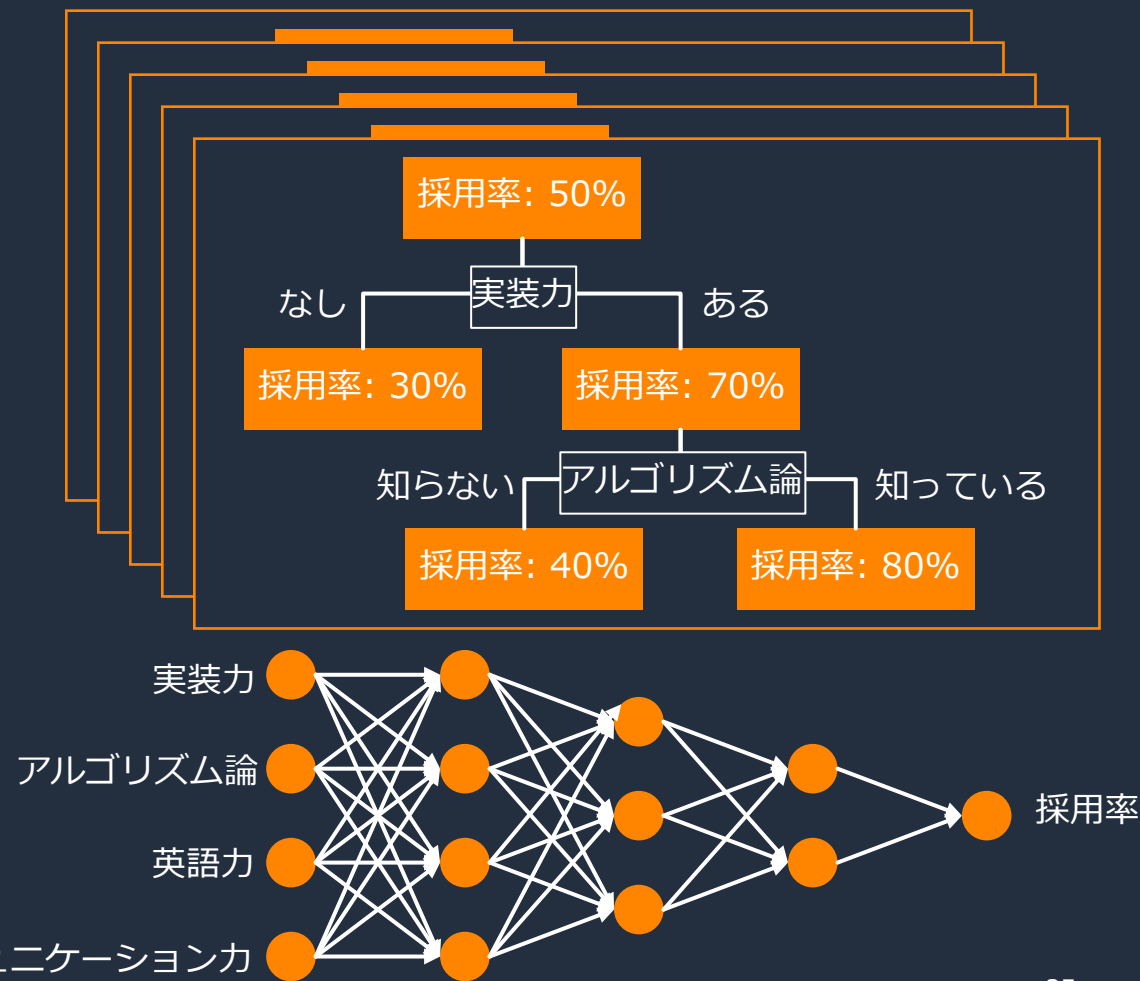 採用率: 50%
実装力
なし
ある
採用率: 30%
採用率: 70%
アルゴリズム論
知らない
知っている
採用率: 40%
採用率: 80%
実装力
アルゴリズム論
英語力
ュニケーション力
採用率